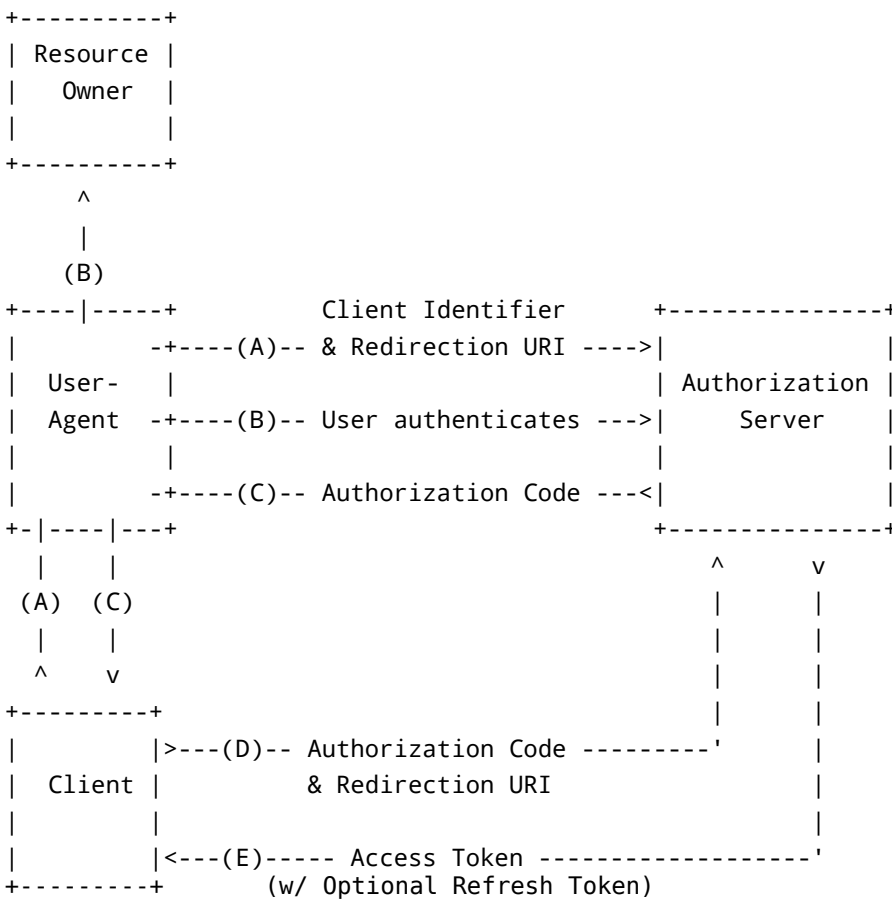 +----------+
| Resource |
|   Owner  |
|          |
+----------+
     ^
     |
    (B)
+----|-----+          Client Identifier      +---------------+
|         -+----(A)-- & Redirection URI ---->|               |
|  User-   |                                 | Authorization |
|  Agent  -+----(B)-- User authenticates --->|     Server    |
|          |                                 |               |
|         -+----(C)-- Authorization Code ---<|               |
+-|----|---+                                 +---------------+
  |    |                                         ^      v
 (A)  (C)                                        |      |
  |    |                                         |      |
  ^    v                                         |      |
+---------+                                      |      |
|         |>---(D)-- Authorization Code ---------'      |
|  Client |          & Redirection URI                  |
|         |                                             |
|         |<---(E)----- Access Token -------------------'
+---------+       (w/ Optional Refresh Token)